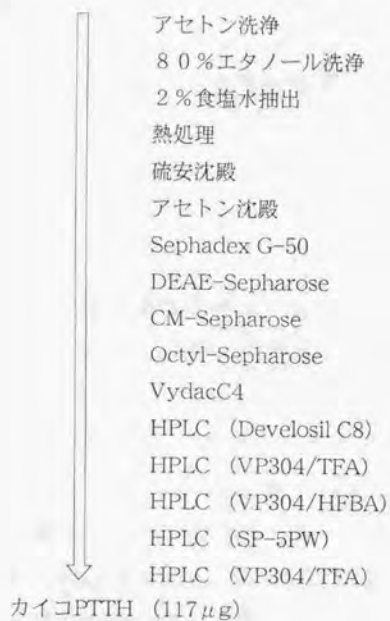 アセトン洗浄
８０％エタノール洗浄
２％食塩水抽出
熱処理
硫安沈殿
アセトン沈殿
Sephadex G-50
DEAE-Sepharose
CM-Sepharose
Octyl-Sepharose
VydacC4
HPLC (Develosil C8)
HPLC (VP304/TFA)
HPLC (VP304/HFBA)
HPLC (SP-5PW)
HPLC (VP304/TFA)
カイコPTTH (117μg)